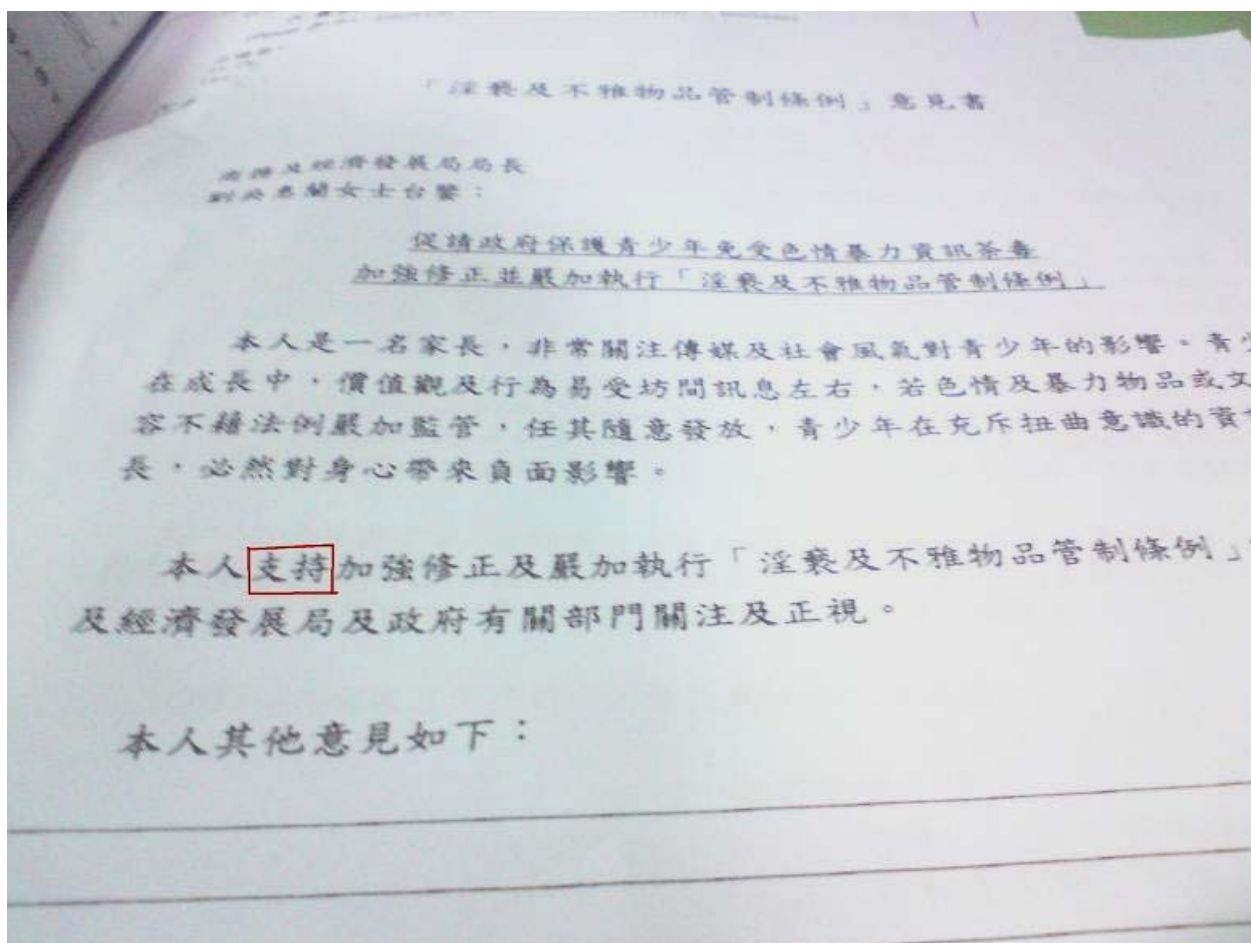 「淫褻及不雅物品管制條例」意見書
商務及經濟發展局局長
劉吳惠蘭女士台鑒：
促請政府保護青少年免受色情暴力資訊荼毒
加強修正並嚴加執行「淫褻及不雅物品管制條例」
本人是一名家長，非常關注傳媒及社會風氣對青少年的影響。青少
在成長中，價值觀及行為易受坊間訊息左右，若色情及暴力物品或文
容不藉法例嚴加監管，任其隨意發放，青少年在充斥扭曲意識的資
長，必然對身心帶來負面影響。
本人支持加強修正及嚴加執行「淫褻及不雅物品管制條例」
及經濟發展局及政府有關部門關注及正視。
本人其他意見如下：